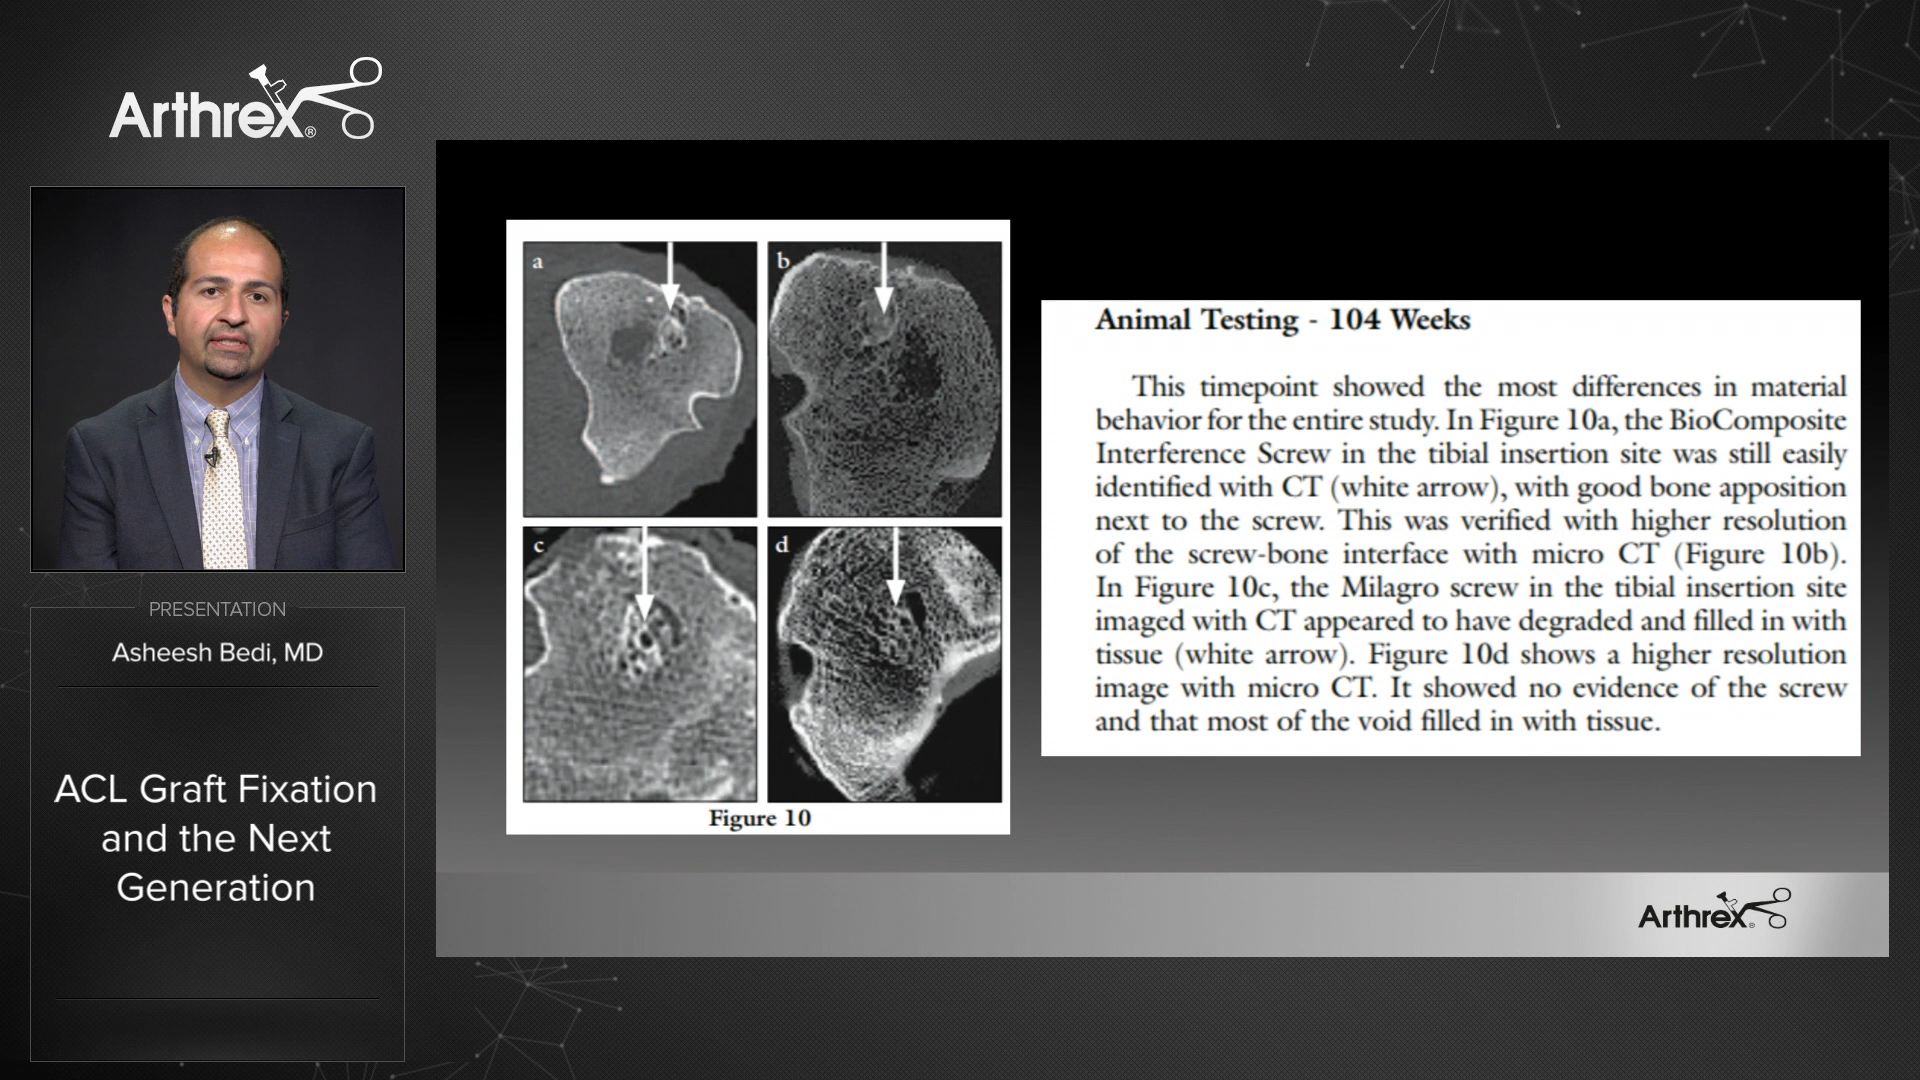 Arthrex®
PRESENTATION
Asheesh Bedi, MD
ACL Graft Fixation
and the Next
Generation
a
b
c
d
Figure 10
Animal Testing - 104 Weeks
This timepoint showed the most differences in material
behavior for the entire study. In Figure 10a, the BioComposite
Interference Screw in the tibial insertion site was still easily
identified with CT (white arrow), with good bone apposition
next to the screw. This was verified with higher resolution
of the screw-bone interface with micro CT (Figure 10b).
In Figure 10c, the Milagro screw in the tibial insertion site
imaged with CT appeared to have degraded and filled in with
tissue (white arrow). Figure 10d shows a higher resolution
image with micro CT. It showed no evidence of the screw
and that most of the void filled in with tissue.
Arthrex®